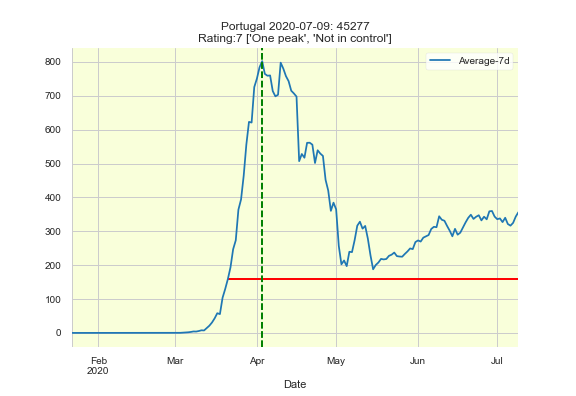 Portugal 2020-07-09: 45277
Rating:7 ['One peak', 'Not in control']
Average-7d
800
700
600
500
400
300
200
100
0
Feb
2020
Mar
Apr
May
Jun
Jul
Date